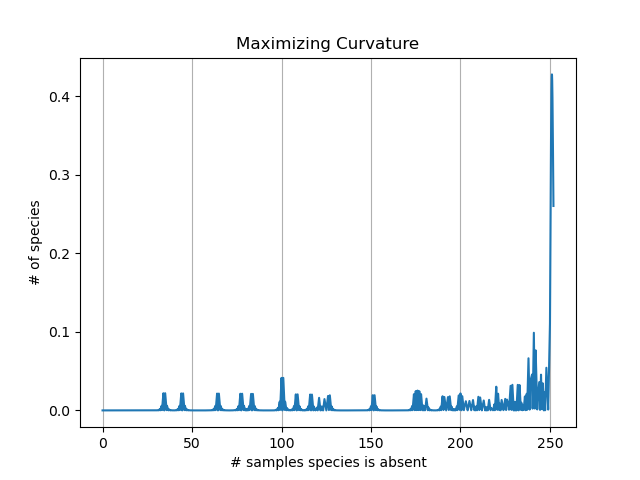 Maximizing Curvature
# of species
0.4
0.3
0.2
0.1
0.0
0 50 100 150 200 250
# samples species is absent